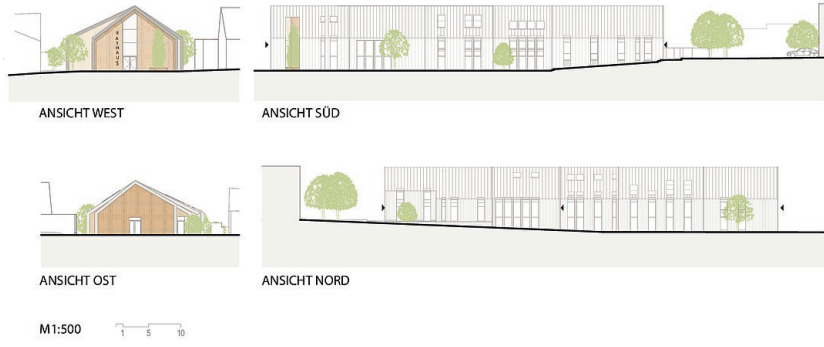 RATHAUS
ANSICHT WEST
ANSICHT SÜD
ANSICHT OST
ANSICHT NORD
M1:500
1 5 10